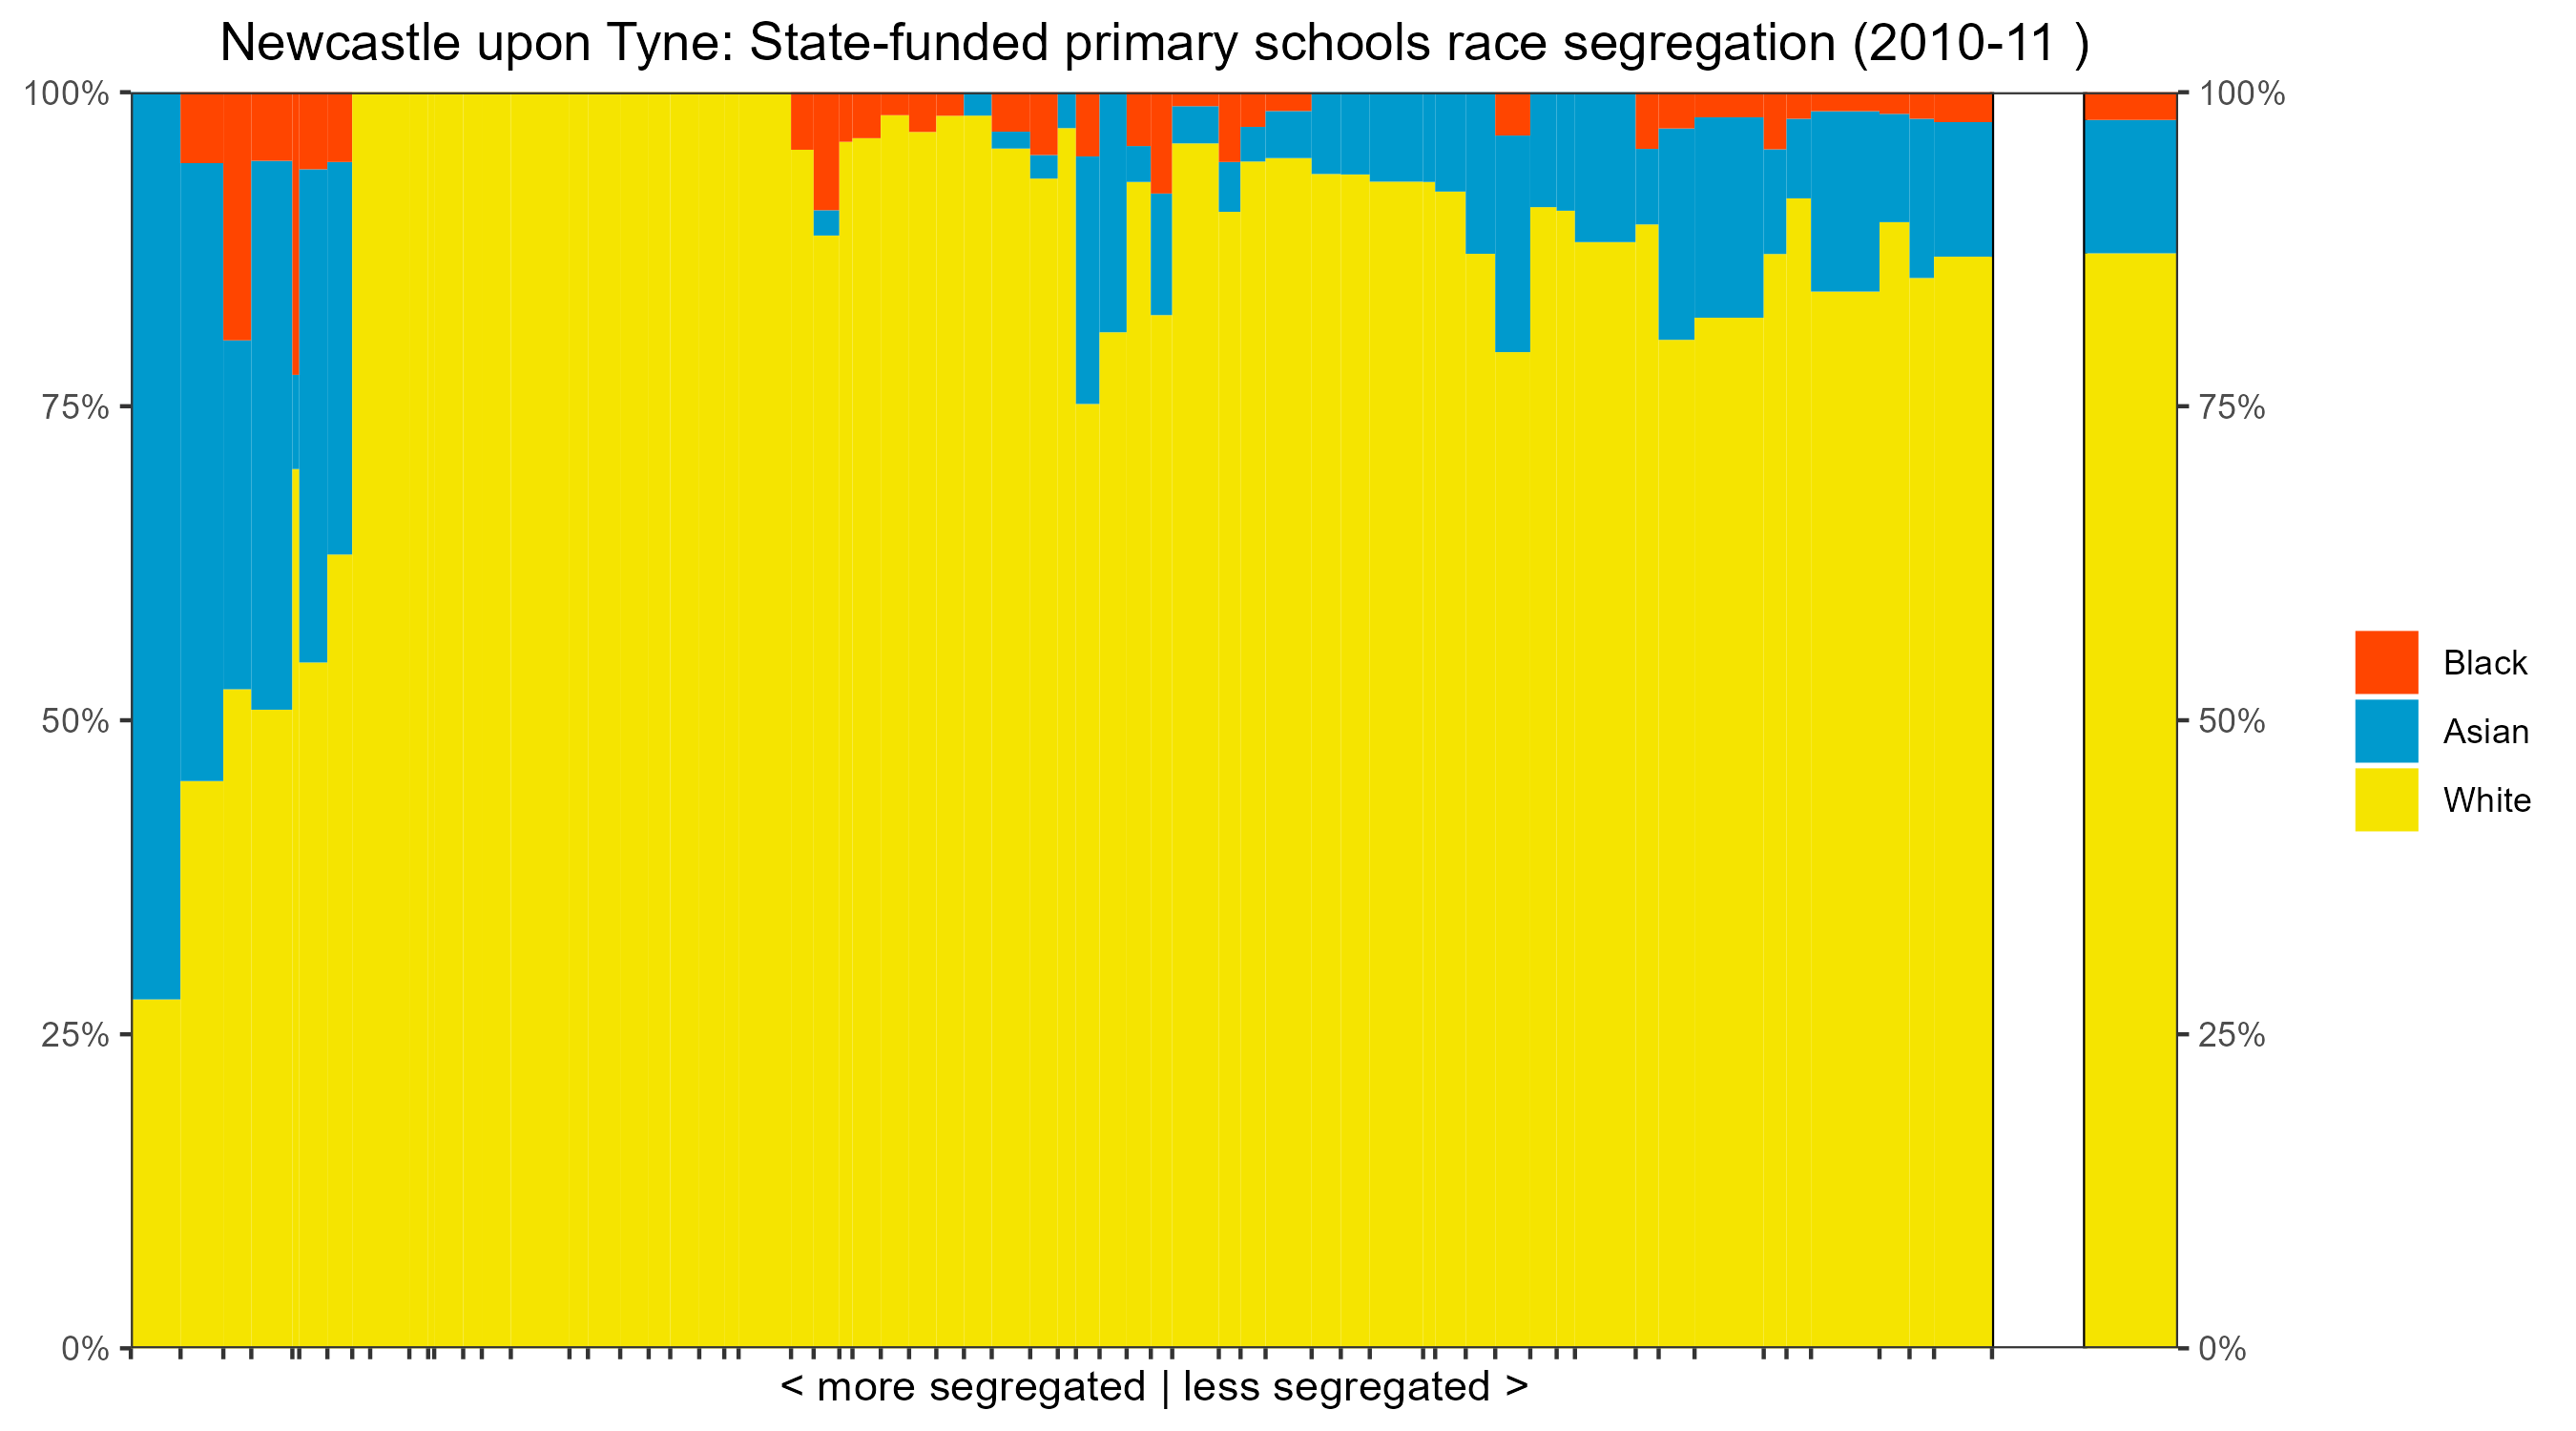 Newcastle upon Tyne: State-funded primary schools race segregation (2010-11 )
100%
75%
50%
25%
0%
100%
75%
50%
25%
0%
Black
Asian
White
< more segregated | less segregated >